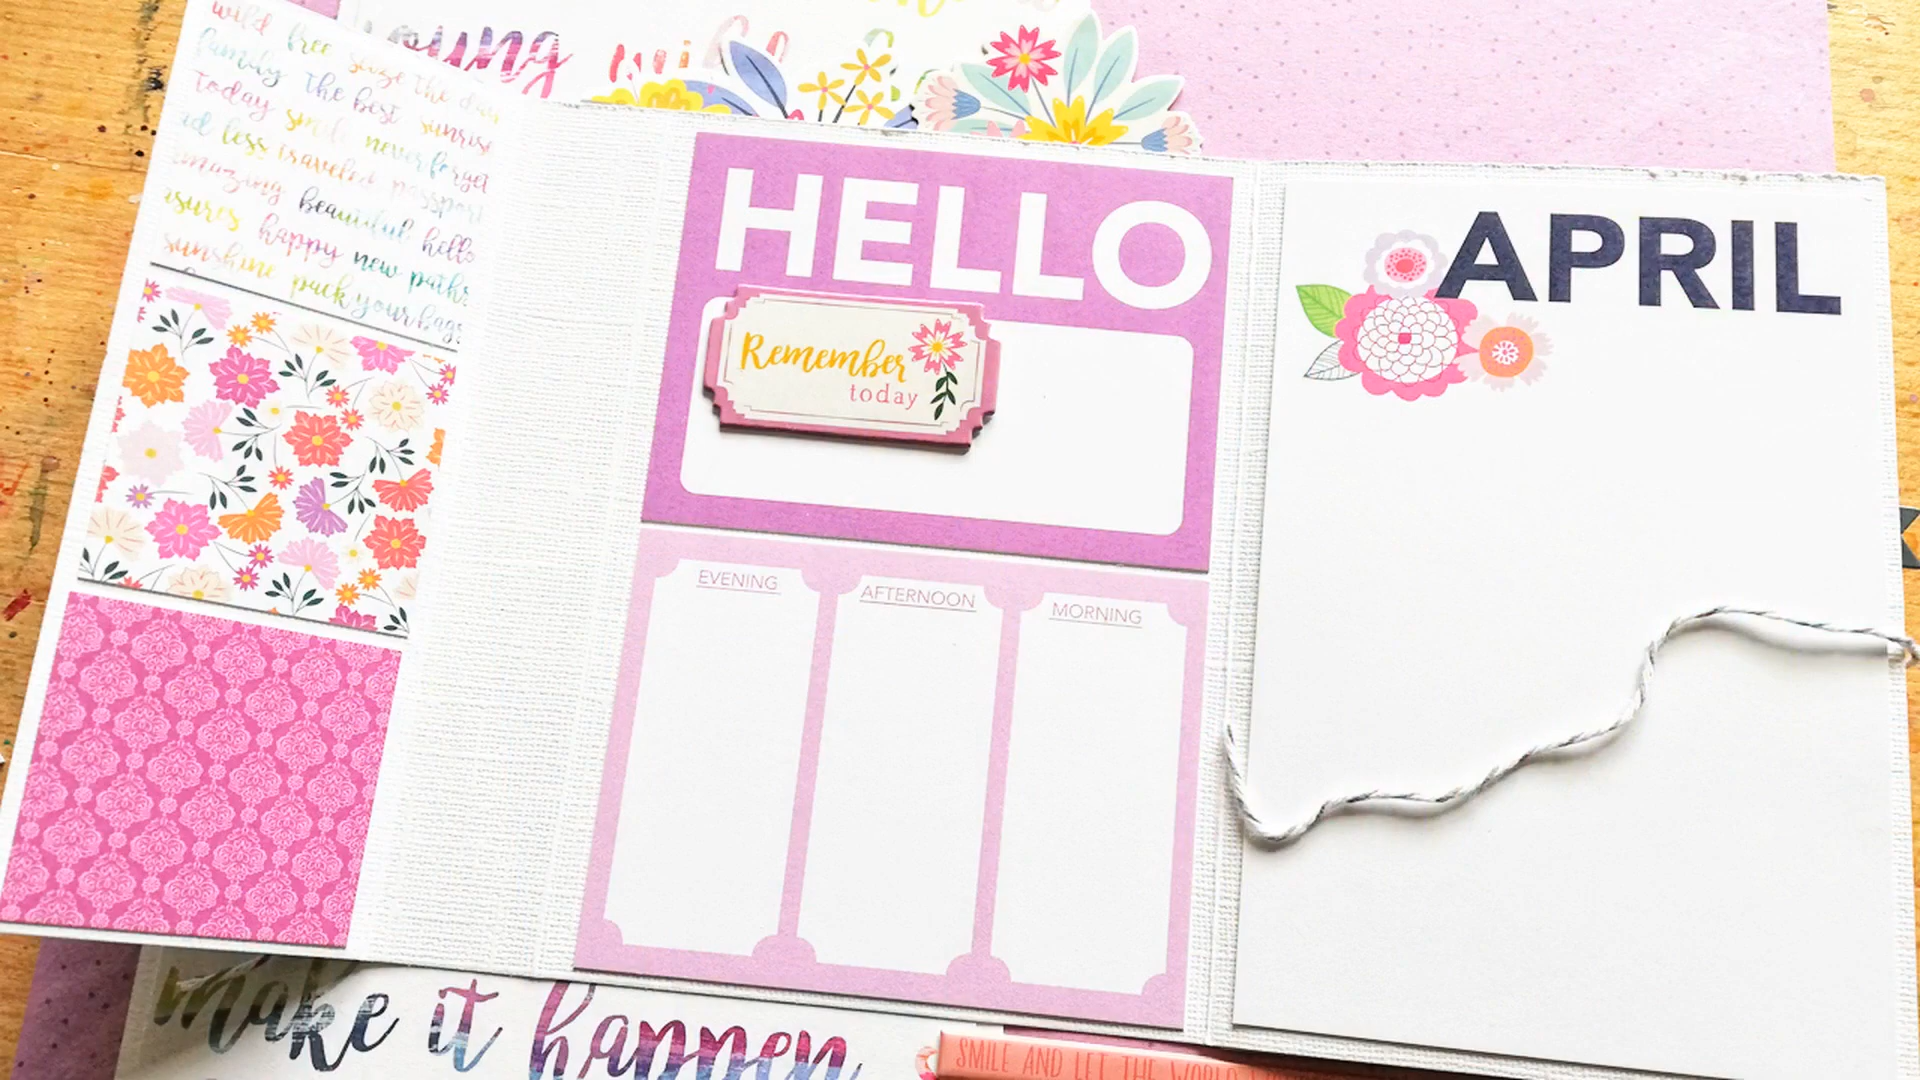 wild free seize the day
family the best sunrise
today smile never forget
less traveled passport
amazing beautiful hello
happy new paths
sunshine pack your bags
young wild
HELLO
Remember
today
EVENING AFTERNOON MORNING
APRIL
make it happen
SMILE AND LET THE WORLD